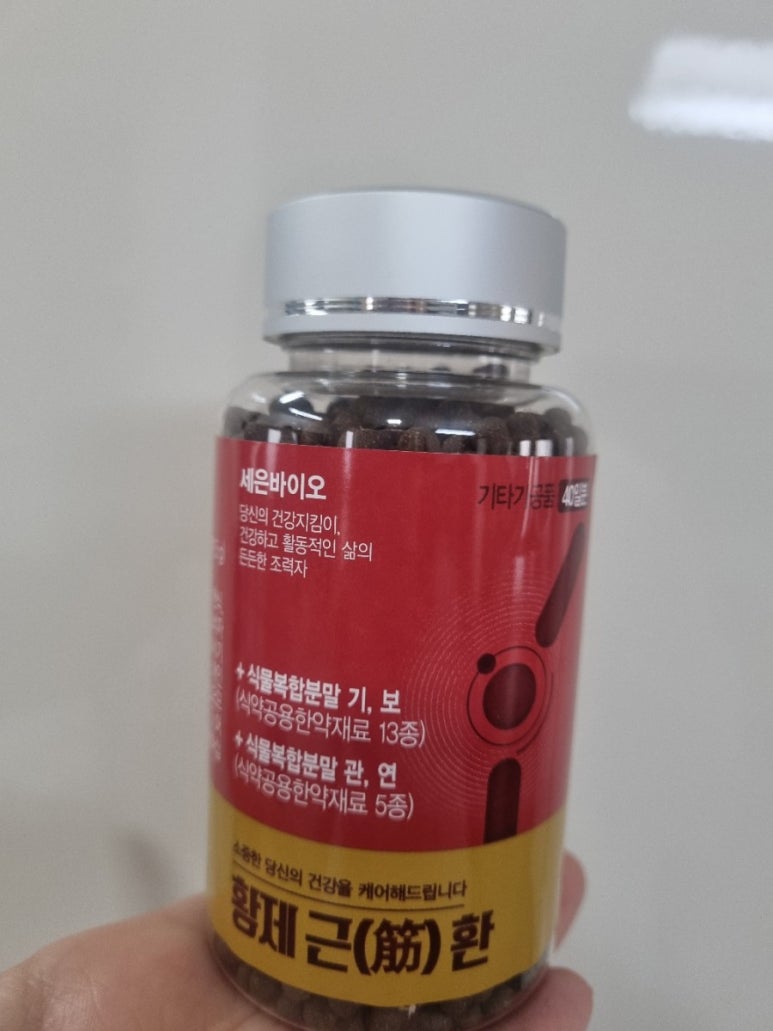 세은바이오
당신의 건강지킴이,
건강하고 활동적인 삶의
든든한 조력자
기타가공품 40일분
+ 식물복합분말 기, 보
(식약공용한약재료 13종)
+ 식물복합분말 관, 연
(식약공용한약재료 5종)
소중한 당신의 건강을 케어해드립니다
황제 근(筋) 환